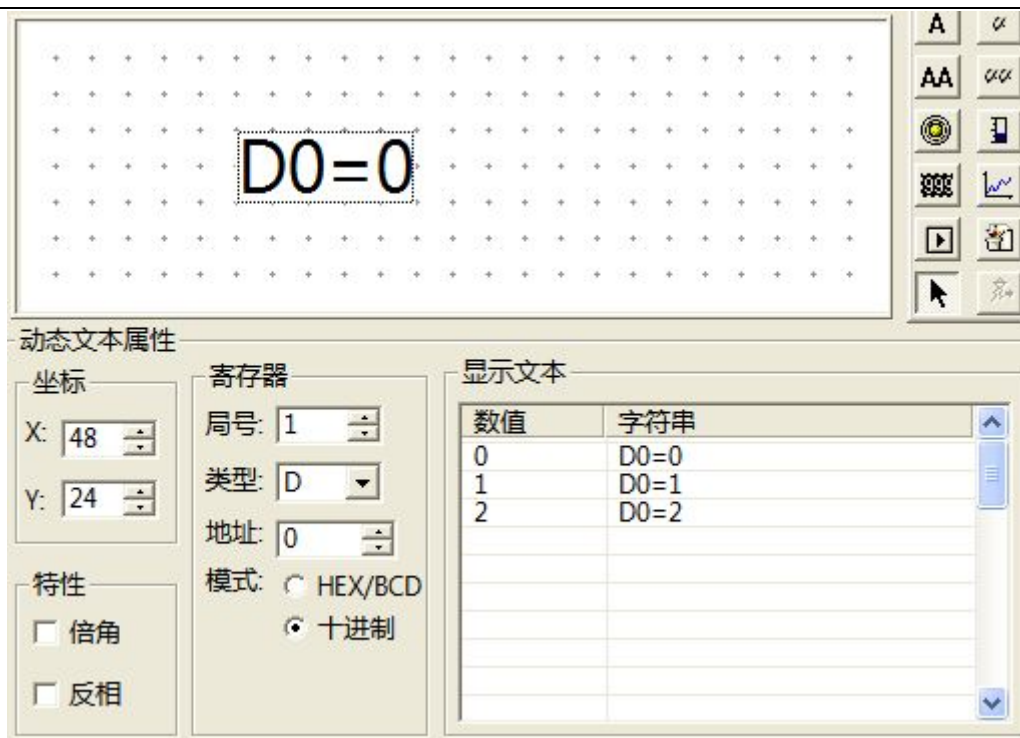 A α
AA αα
D0=0
动态文本属性
坐标
X: 48
Y: 24
特性
倍角
反相
寄存器
局号: 1
类型: D
地址: 0
模式: HEX/BCD
十进制
显示文本
数值 字符串
0 D0=0
1 D0=1
2 D0=2